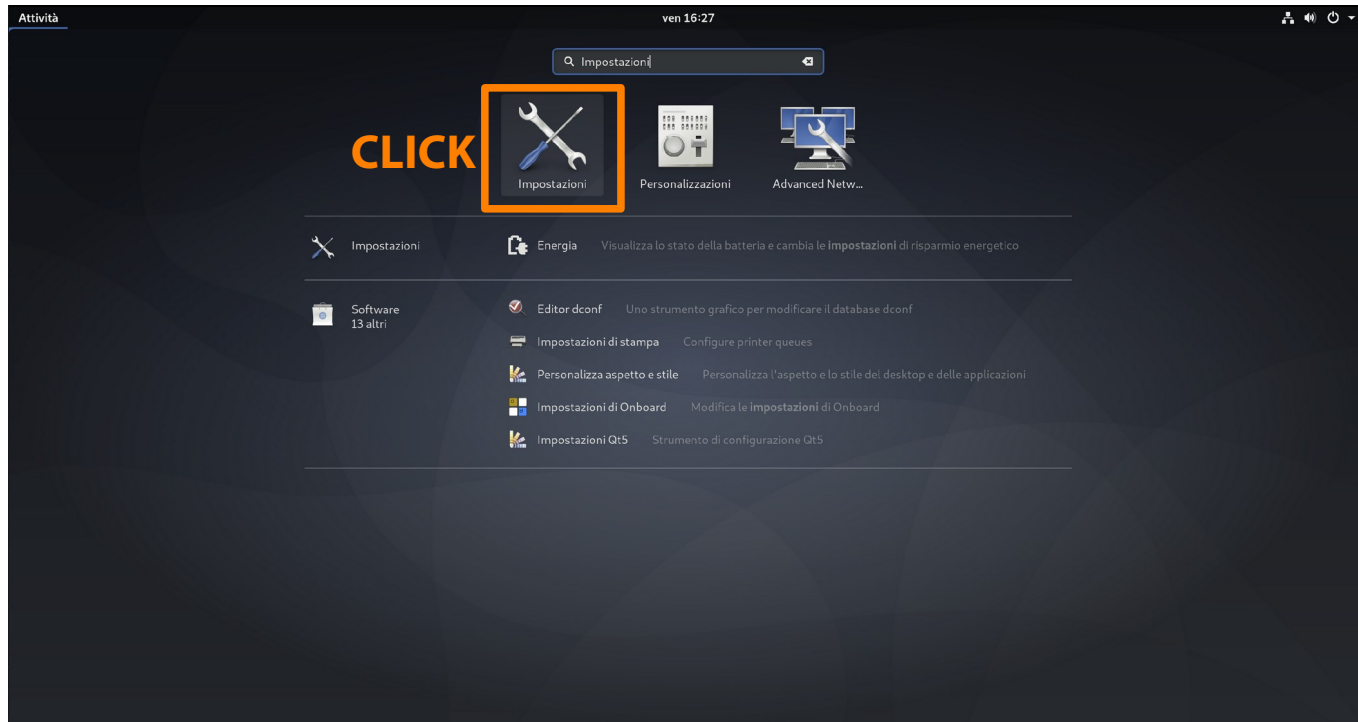 Attività
ven 16:27
Impostazioni
CLICK
Impostazioni
Personalizzazioni
Advanced Netw...
Impostazioni
Energia Visualizza lo stato della batteria e cambia le impostazioni di risparmio energetico
Software
13 altri
Editor dconf Uno strumento grafico per modificare il database dconf
Impostazioni di stampa Configure printer queues
Personalizza aspetto e stile Personalizza l'aspetto e lo stile del desktop e delle applicazioni
Impostazioni di Onboard Modifica le impostazioni di Onboard
Impostazioni Qt5 Strumento di configurazione Qt5